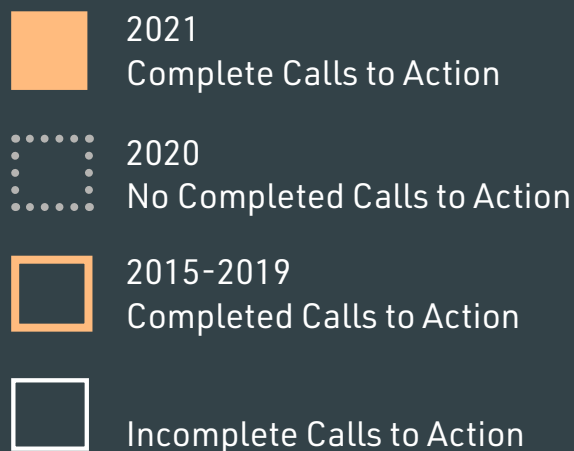 2021
Complete Calls to Action
2020
No Completed Calls to Action
2015-2019
Completed Calls to Action
Incomplete Calls to Action